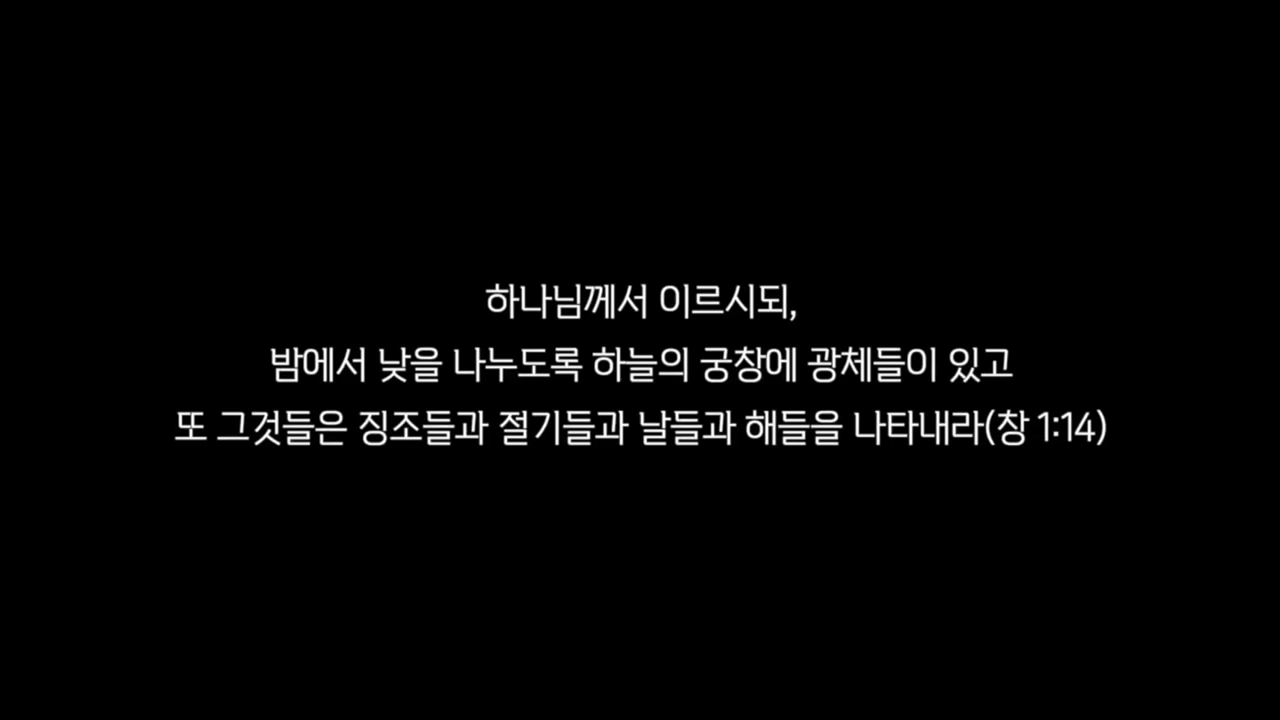 하나님께서 이르시되,
밤에서 낮을 나누도록 하늘의 궁창에 광체들이 있고
또 그것들은 징조들과 절기들과 날들과 해들을 나타내라(창 1:14)